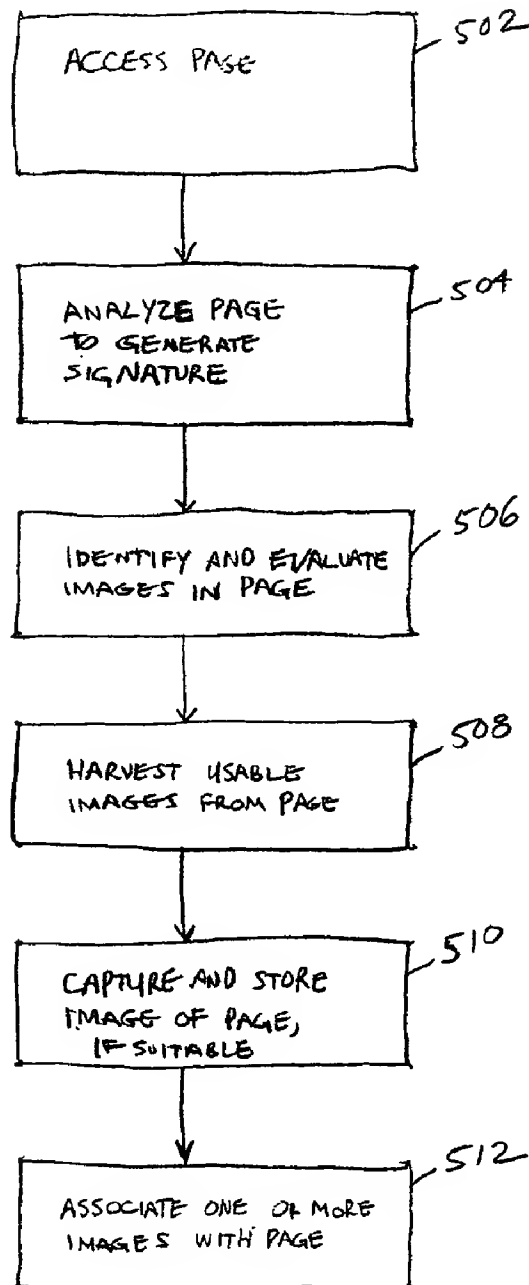 502
ACCESS PAGE
504
ANALYZE PAGE
TO GENERATE
SIGNATURE
506
IDENTIFY AND EVALUATE
IMAGES IN PAGE
508
HARVEST USABLE
IMAGES FROM PAGE
510
CAPTURE AND STORE
IMAGE OF PAGE,
IF SUITABLE
512
ASSOCIATE ONE OR MORE
IMAGES WITH PAGE